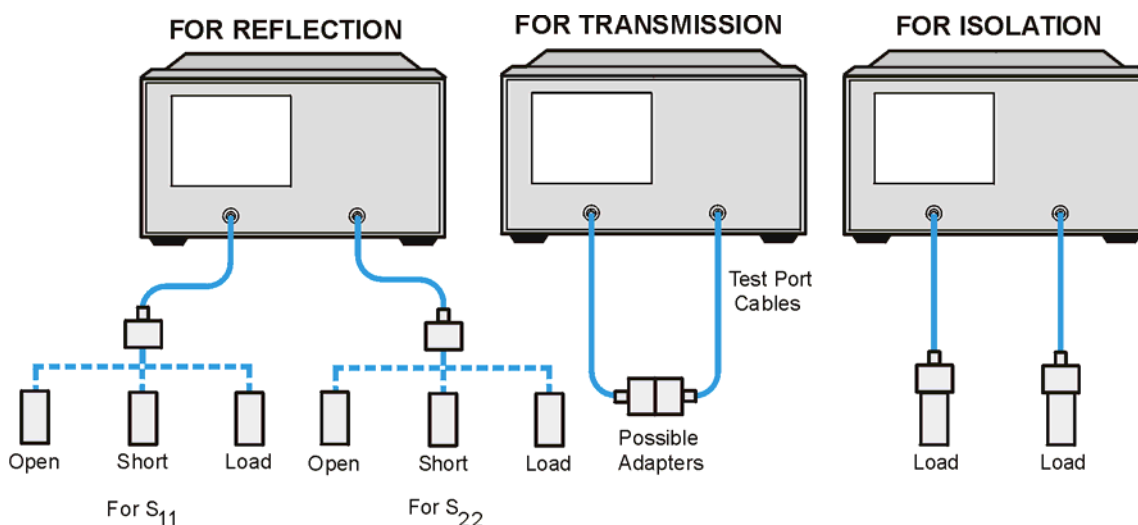 FOR REFLECTION
FOR TRANSMISSION
FOR ISOLATION
Test Port
Cables
Open
Short
Load
Open
Short
Load
Possible
Adapters
Load
Load
For S11
For S22